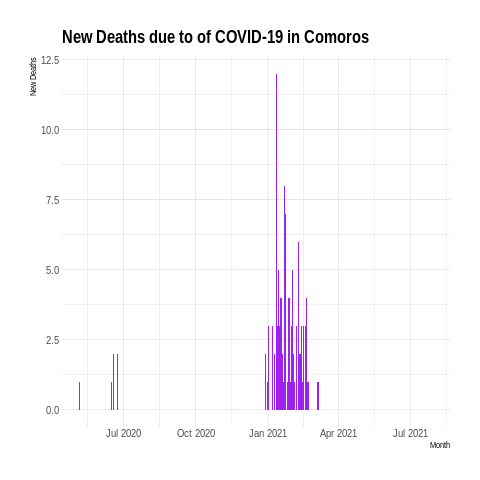 New Deaths due to of COVID-19 in Comoros
New Deaths
12.5
10.0
7.5
5.0
2.5
0.0
Jul 2020 Oct 2020 Jan 2021 Apr 2021 Jul 2021
Month